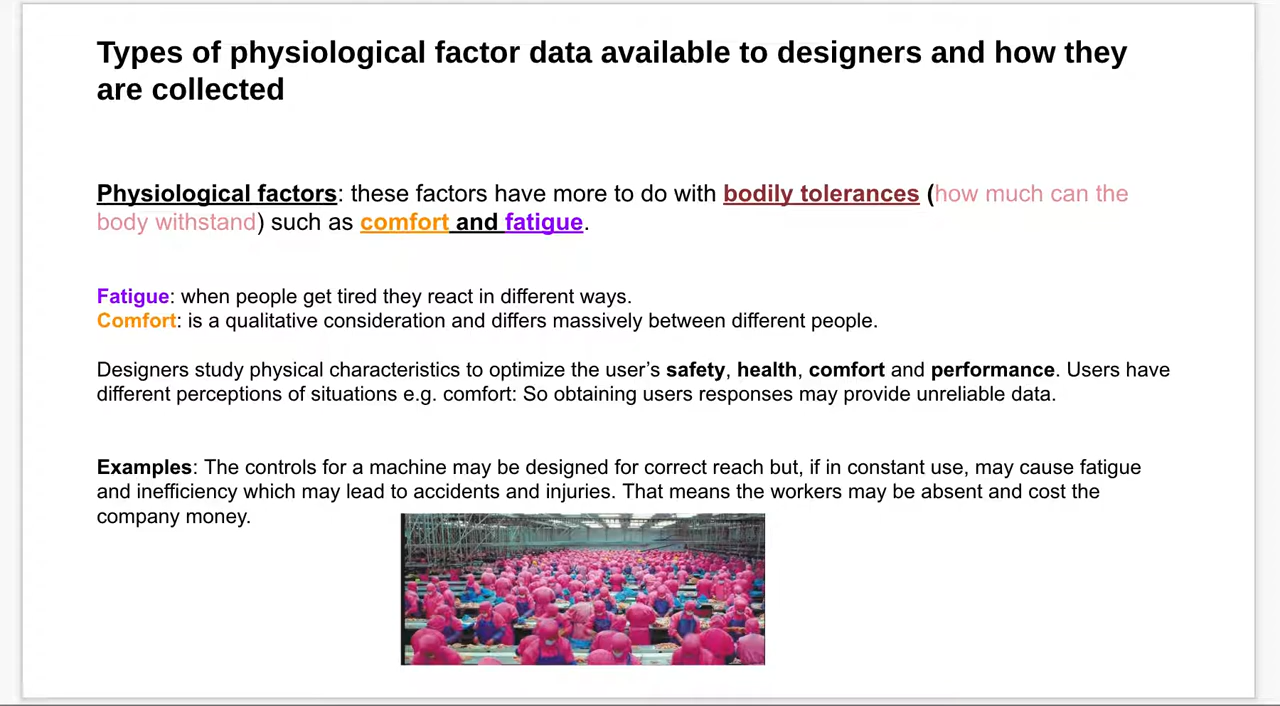 Types of physiological factor data available to designers and how they
are collected
Physiological factors: these factors have more to do with bodily tolerances (how much can the
body withstand) such as comfort and fatigue.
Fatigue: when people get tired they react in different ways.
Comfort: is a qualitative consideration and differs massively between different people.
Designers study physical characteristics to optimize the user’s safety, health, comfort and performance. Users have
different perceptions of situations e.g. comfort: So obtaining users responses may provide unreliable data.
Examples: The controls for a machine may be designed for correct reach but, if in constant use, may cause fatigue
and inefficiency which may lead to accidents and injuries. That means the workers may be absent and cost the
company money.